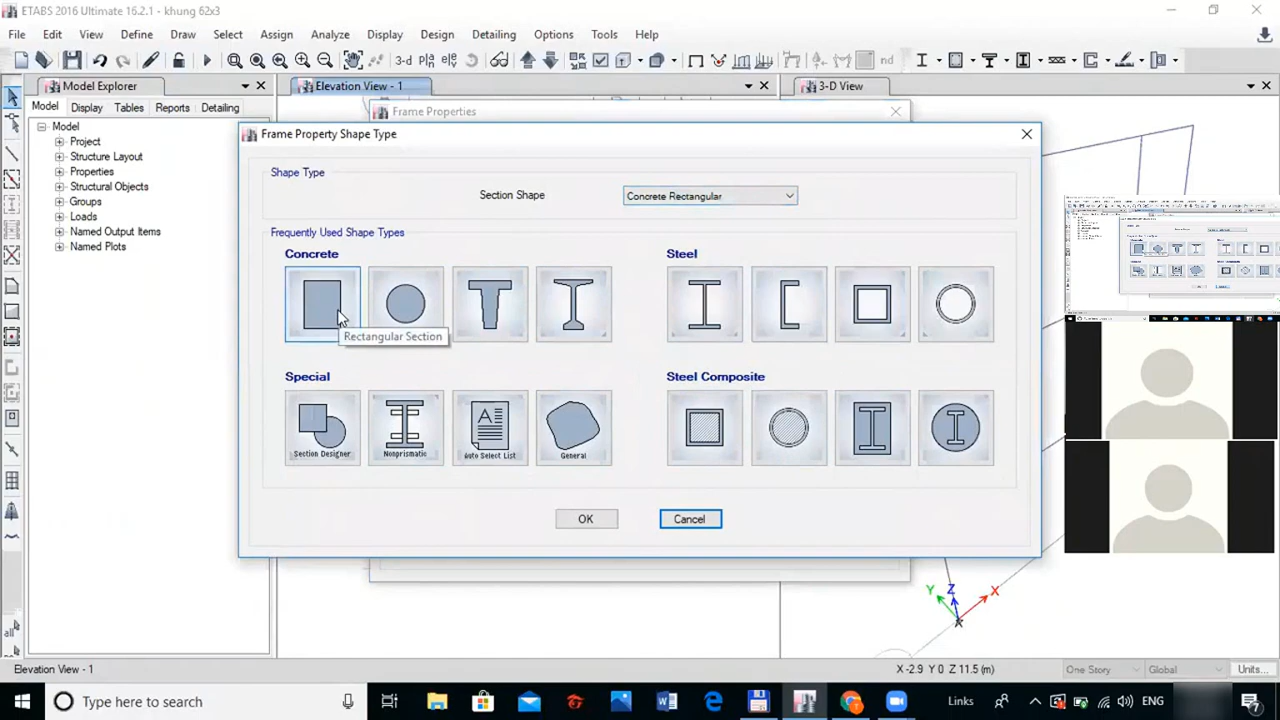 ETABS 2016 Ultimate 16.2.1 - khung 62x3
File Edit View Define Draw Select Assign Analyze Display Design Detailing Options Tools Help
3-d nd
Model Explorer
Elevation View - 1
3-D View
Model Display Tables Reports Detailing
Frame Properties
Model
Project
Structure Layout
Properties
Structural Objects
Groups
Loads
Named Output Items
Named Plots
Frame Property Shape Type
Shape Type
Section Shape
Concrete Rectangular
Frequently Used Shape Types
Concrete
Steel
Rectangular Section
Special
Steel Composite
Section Designer
Nonprismatic
Auto Select List
General
OK
Cancel
Y Z X
all
Elevation View - 1
X -2.9 Y 0 Z 11.5 (m)
One Story
Global
Units...
Type here to search
Links
ENG
7